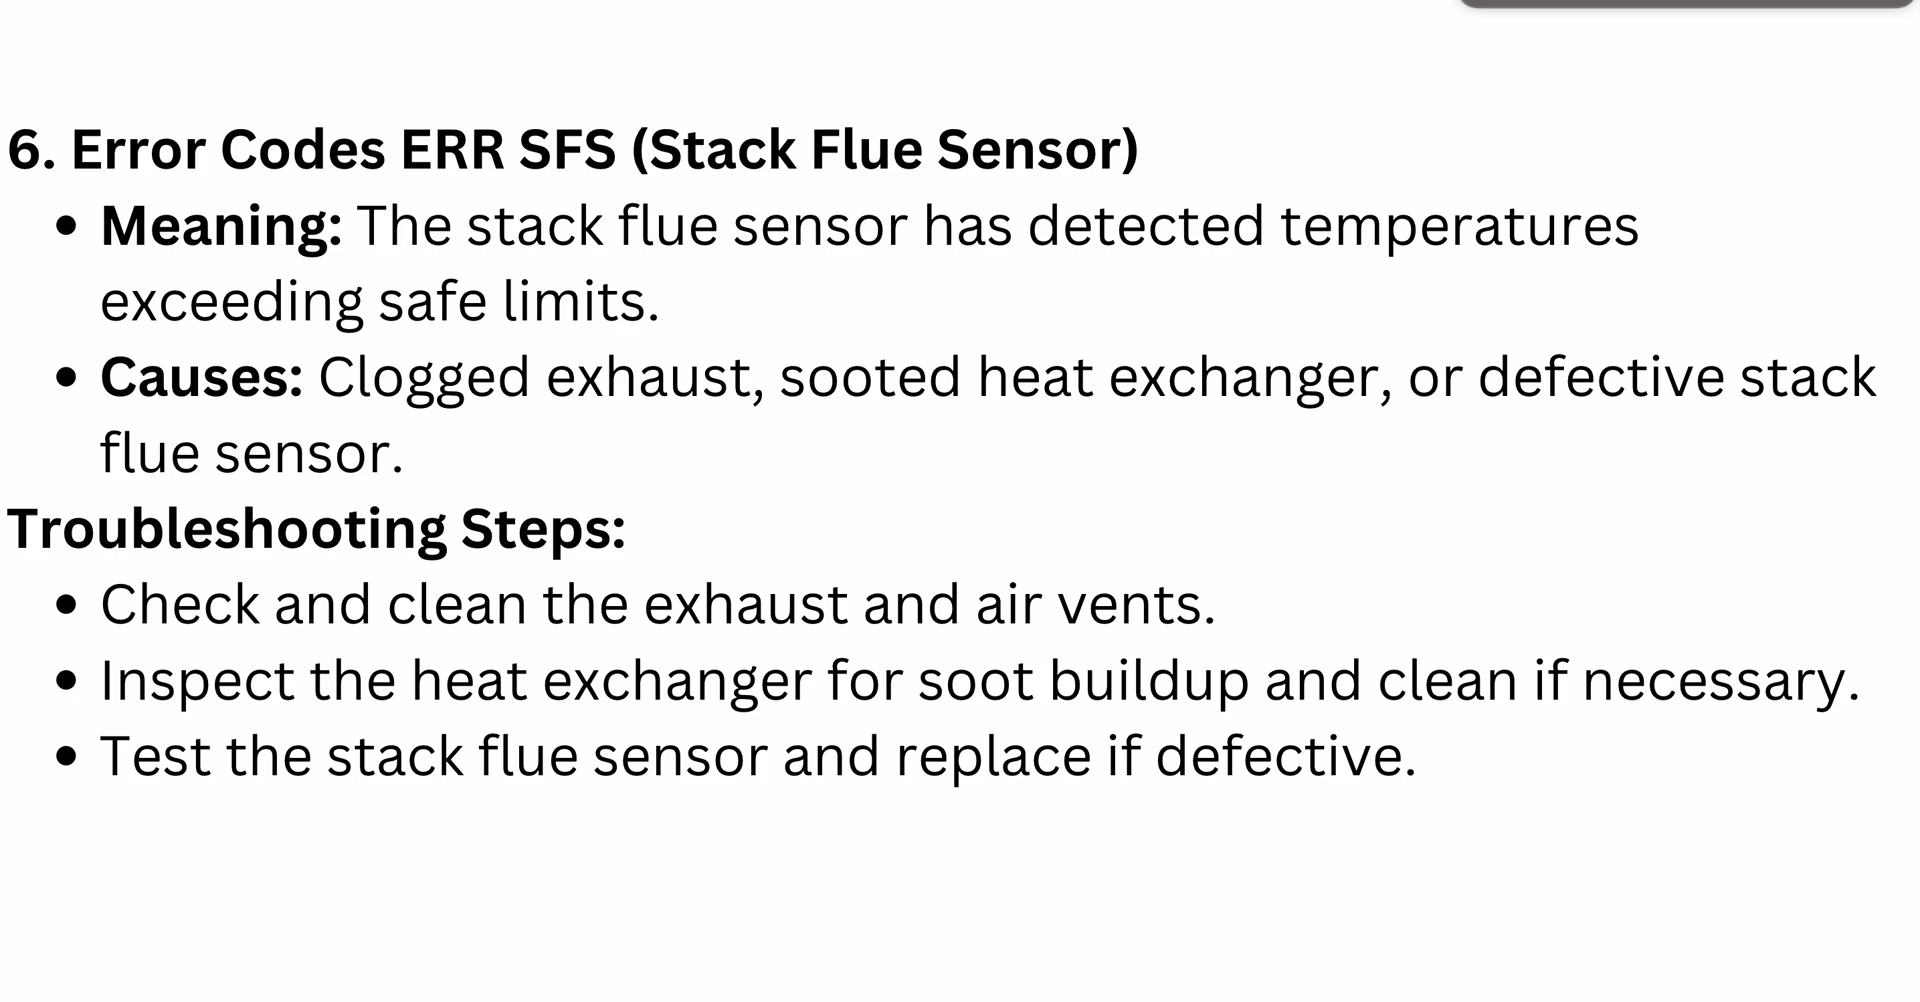 6. Error Codes ERR SFS (Stack Flue Sensor)
• Meaning: The stack flue sensor has detected temperatures
exceeding safe limits.
• Causes: Clogged exhaust, sooted heat exchanger, or defective stack
flue sensor.
Troubleshooting Steps:
• Check and clean the exhaust and air vents.
• Inspect the heat exchanger for soot buildup and clean if necessary.
• Test the stack flue sensor and replace if defective.